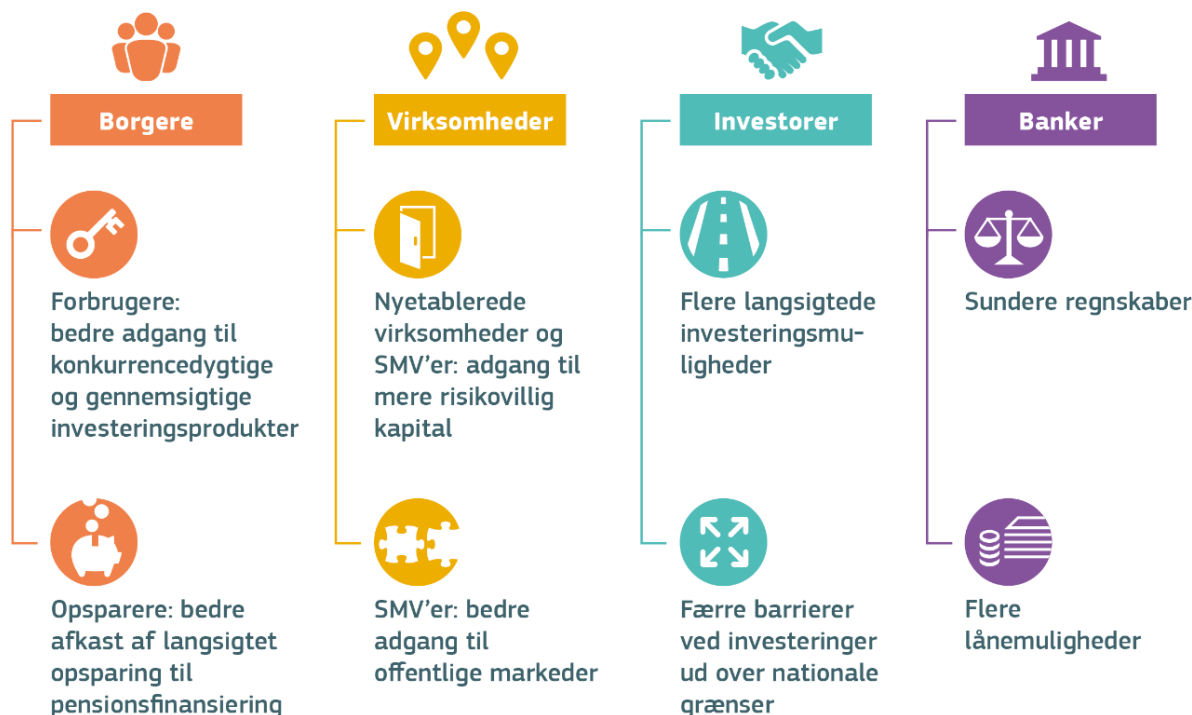 Borgere
Forbrugere:
bedre adgang til
konkurrencedygtige
og gennemsigtige
investeringsprodukter
Opsparere: bedre
afkast af langsigtet
opsparing til
pensionsfinansiering
Virksomheder
Nyetablerede
virksomheder og
SMV’er: adgang til
mere risikovillig
kapital
SMV’er: bedre
adgang til
offentlige markeder
Investorer
Flere langsigtede
investeringsmu-
ligheder
Færre barrierer
ved investeringer
ud over nationale
grænser
Banker
Sundere regnskaber
Flere
lånemuligheder